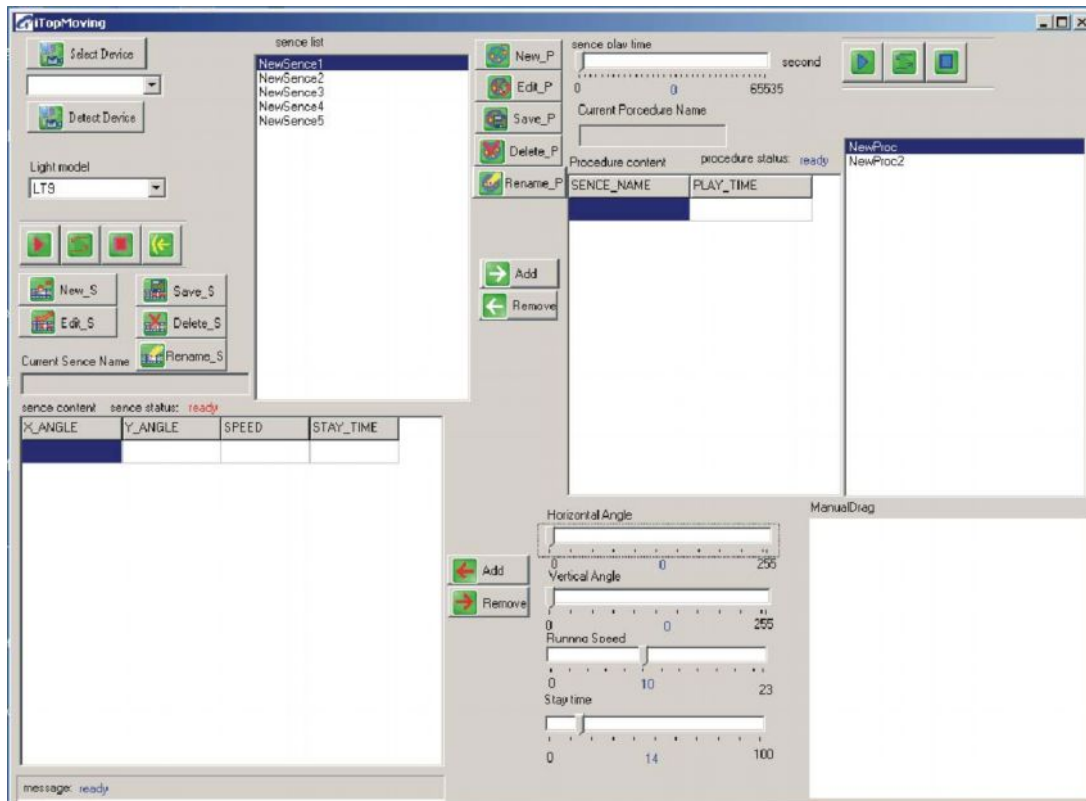 iTopMoving
Select Device
Detect Device
Light model
LT9
New_S
Save_S
Edit_S
Delete_S
Rename_S
Current Sence Name
sence list
NewSence1
NewSence2
NewSence3
NewSence4
NewSence5
New_P
Edit_P
Save_P
Delete_P
Rename_P
sence play time
second
0 0 65535
Current Porcedure Name
Procedure content procedure status: ready
SENCE_NAME PLAY_TIME
NewProc
NewProc2
Add
Remove
sence content sence status: ready
X_ANGLE Y_ANGLE SPEED STAY_TIME
Add
Remove
Horizontal Angle
0 0 255
Vertical Angle
0 0 255
Running Speed
0 10 23
Stay time
0 14 100
ManualDrag
message: ready